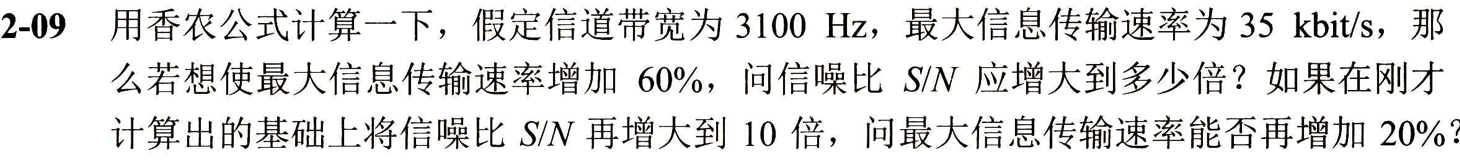 2-09 用香农公式计算一下，假定信道带宽为 3100 Hz，最大信息传输速率为 35 kbit/s，那
么若想使最大信息传输速率增加 60%，问信噪比 S/N 应增大到多少倍？如果在刚才
计算出的基础上将信噪比 S/N 再增大到 10 倍，问最大信息传输速率能否再增加 20%？